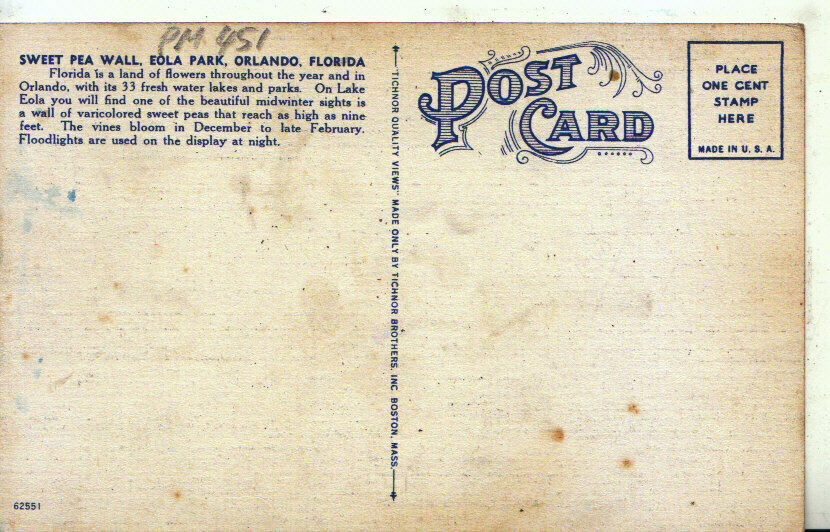 PM 451
SWEET PEA WALL, EOLA PARK, ORLANDO, FLORIDA
Florida is a land of flowers throughout the year and in
Orlando, with its 33 fresh water lakes and parks. On Lake
Eola you will find one of the beautiful midwinter sights is
a wall of varicolored sweet peas that reach as high as nine
feet. The vines bloom in December to late February.
Floodlights are used on the display at night.
"TICHNOR QUALITY VIEWS" MADE ONLY BY TICHNOR BROTHERS, INC. BOSTON, MASS.
POST
CARD
PLACE
ONE CENT
STAMP
HERE
MADE IN U. S. A.
62551